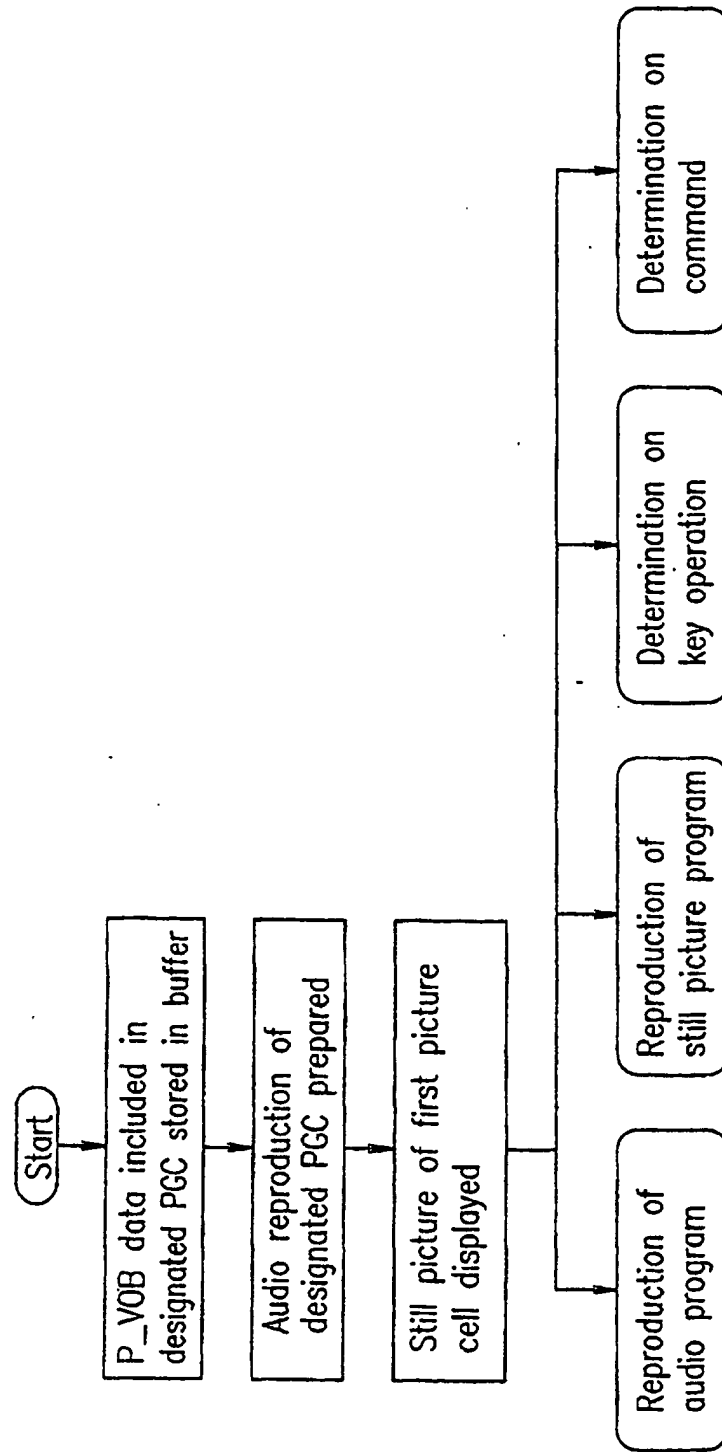 Start
P_VOB data included in
designated PGC stored in buffer
Audio reproduction of
designated PGC prepared
Still picture of first picture
cell displayed
Reproduction of
audio program
Reproduction of
still picture program
Determination on
key operation
Determination on
command